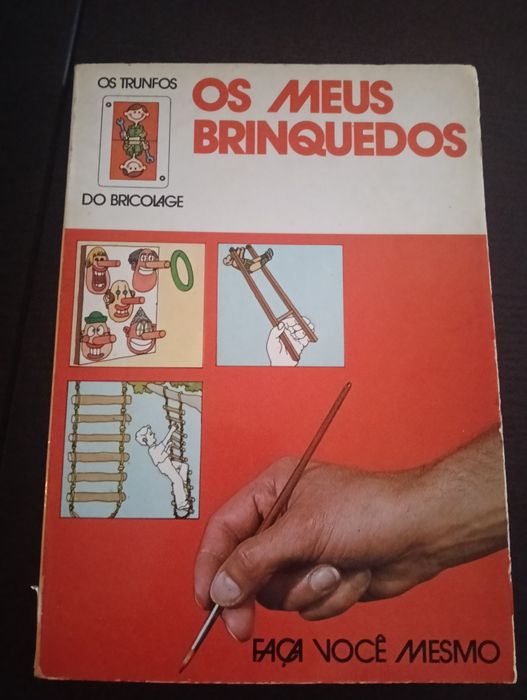 OS TRUNFOS
DO BRICOLAGE
OS MEUS
BRINQUEDOS
FAÇA VOCÊ MESMO